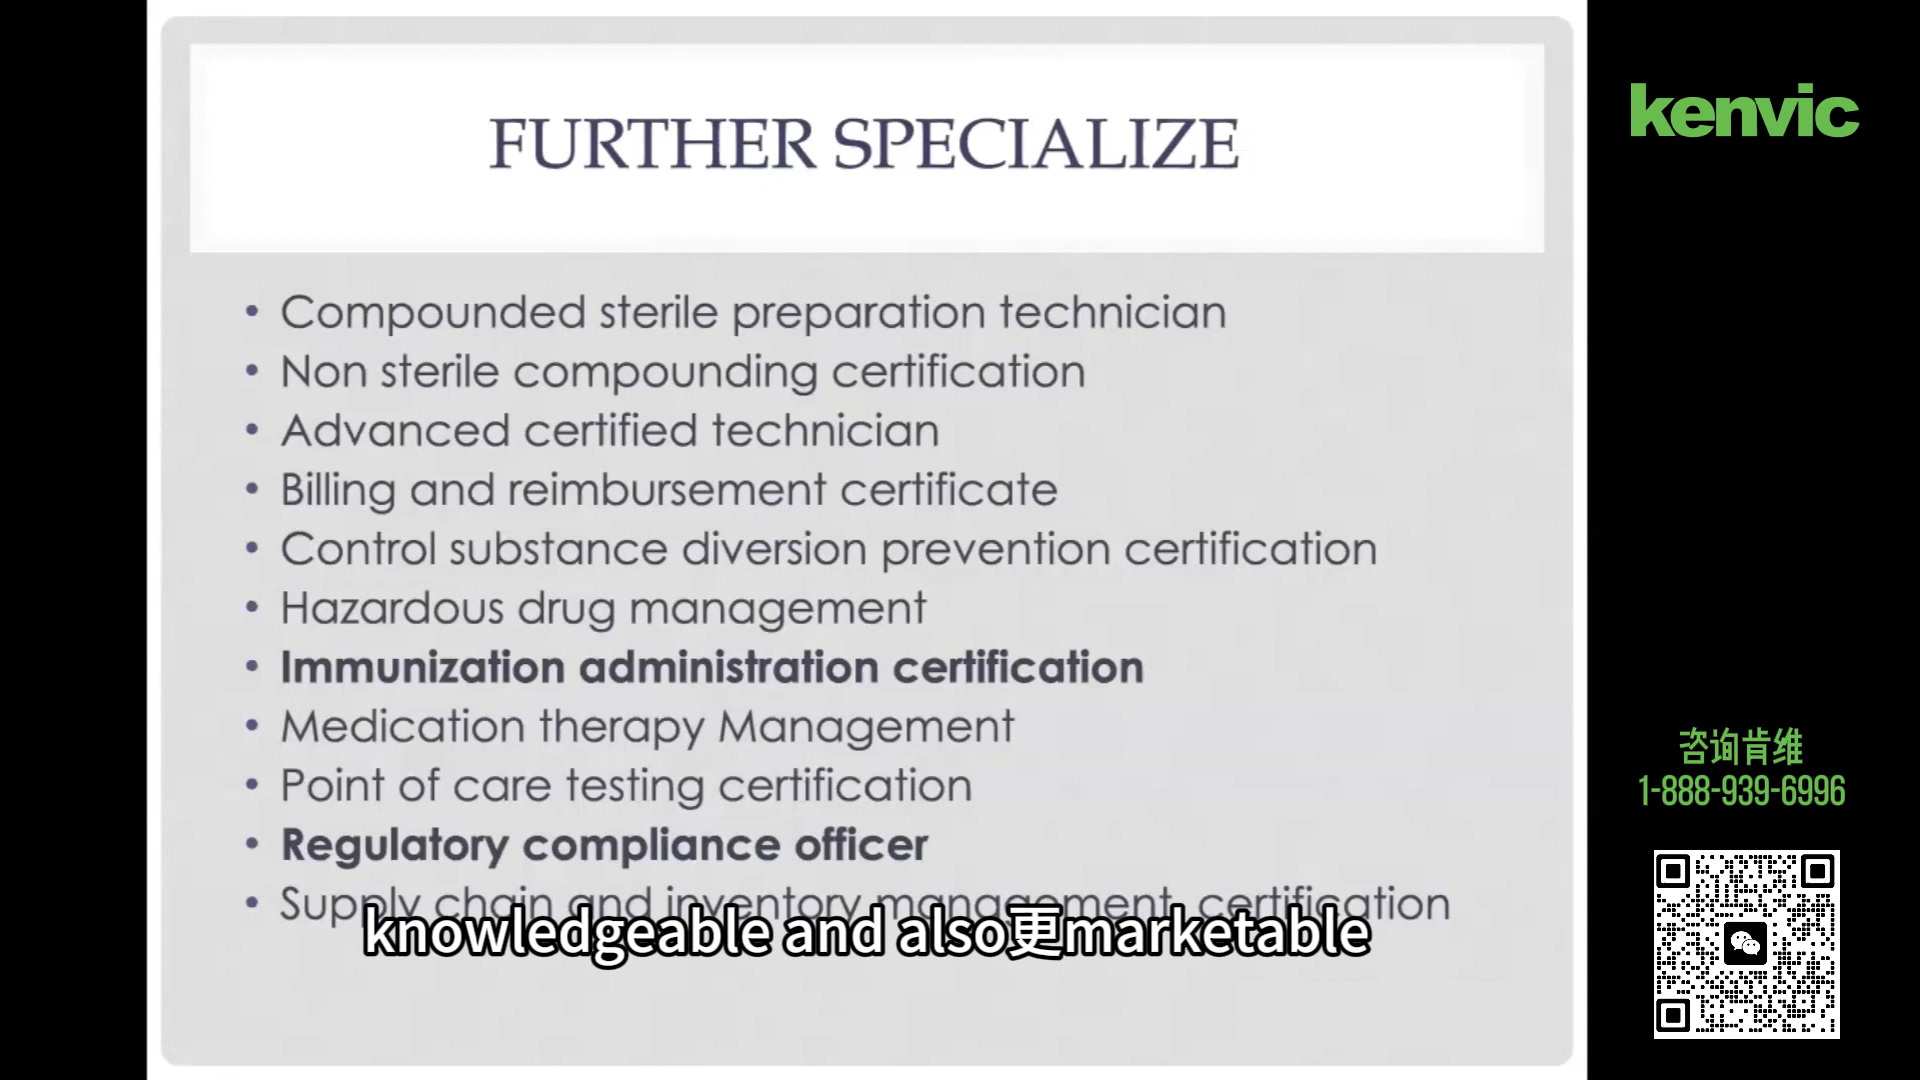 kenvic
FURTHER SPECIALIZE
• Compounded sterile preparation technician
• Non sterile compounding certification
• Advanced certified technician
• Billing and reimbursement certificate
• Control substance diversion prevention certification
• Hazardous drug management
• Immunization administration certification
• Medication therapy Management
• Point of care testing certification
• Regulatory compliance officer
• Supply chain and inventory management certification
knowledgeable and also更marketable
咨询肯维
1-888-939-6996